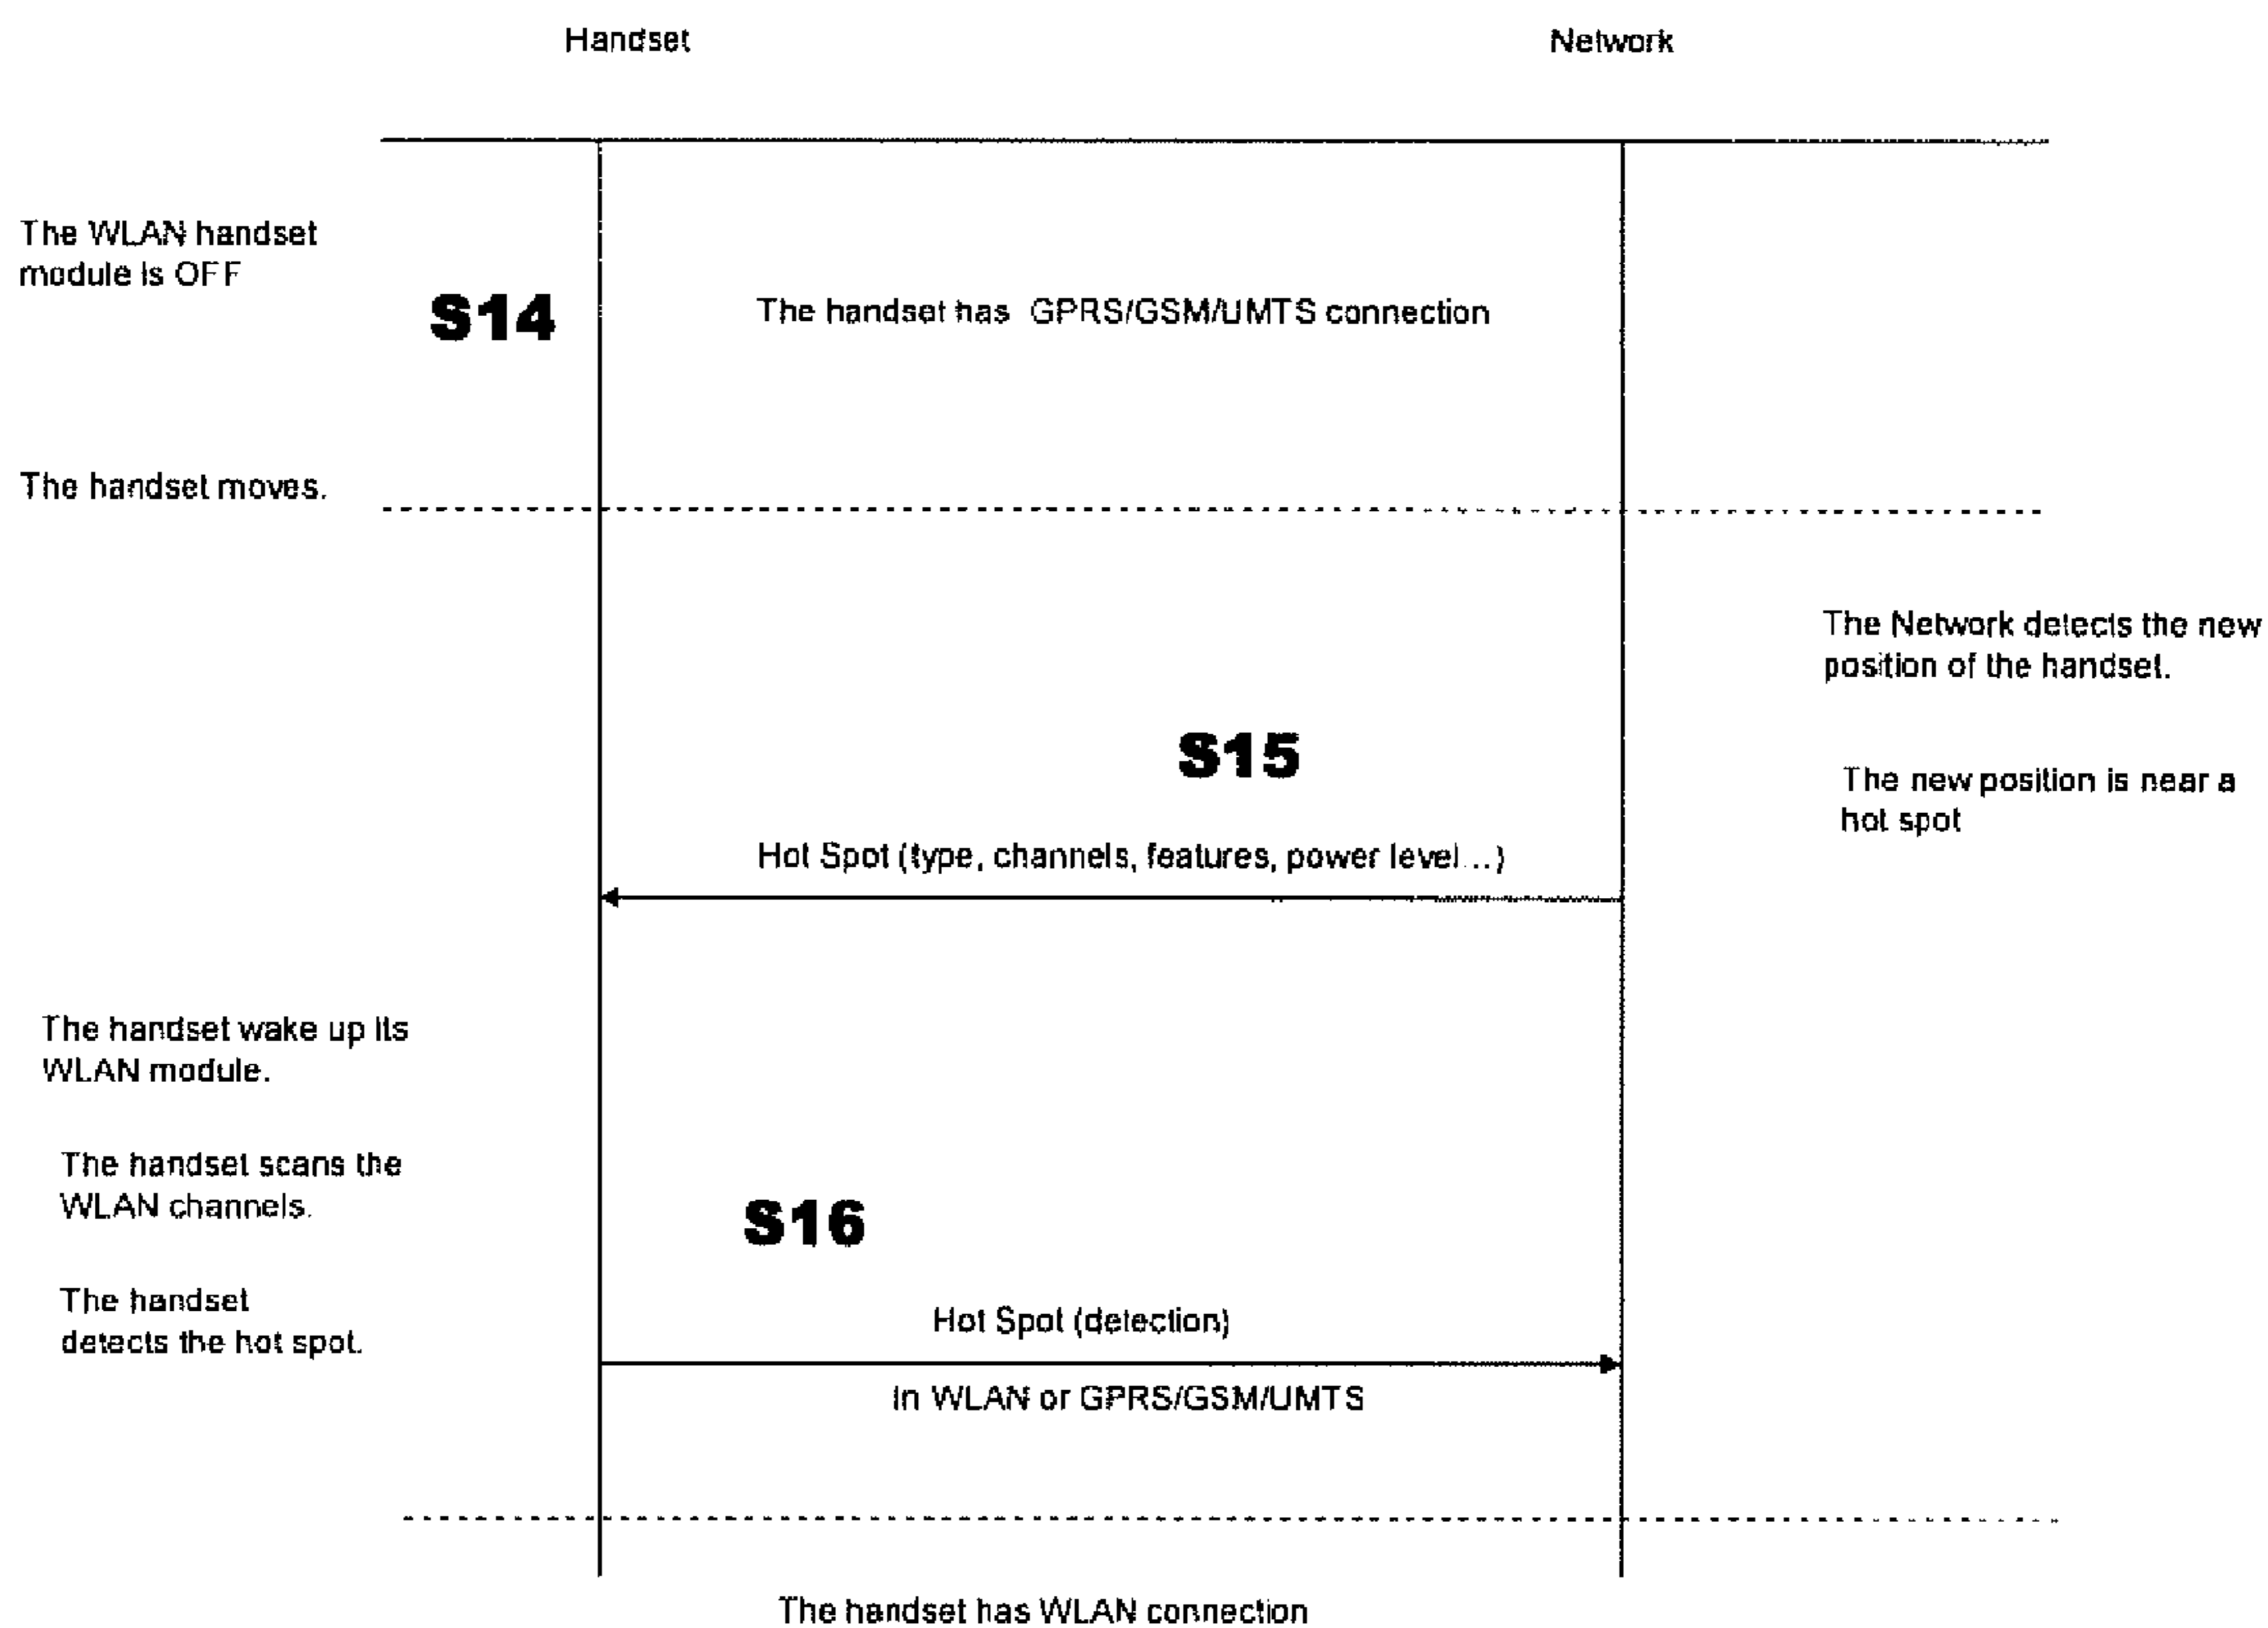 Handset
Network
The WLAN handset
module is OFF
S14
The handset has GPRS/GSM/UMTS connection
The handset moves.
The Network detects the new
position of the handset.
S15
The new position is near a
hot spot
Hot Spot (type, channels, features, power level...)
The handset wake up its
WLAN module.
The handset scans the
WLAN channels.
S16
The handset
detects the hot spot.
Hot Spot (detection)
In WLAN or GPRS/GSM/UMTS
The handset has WLAN connection